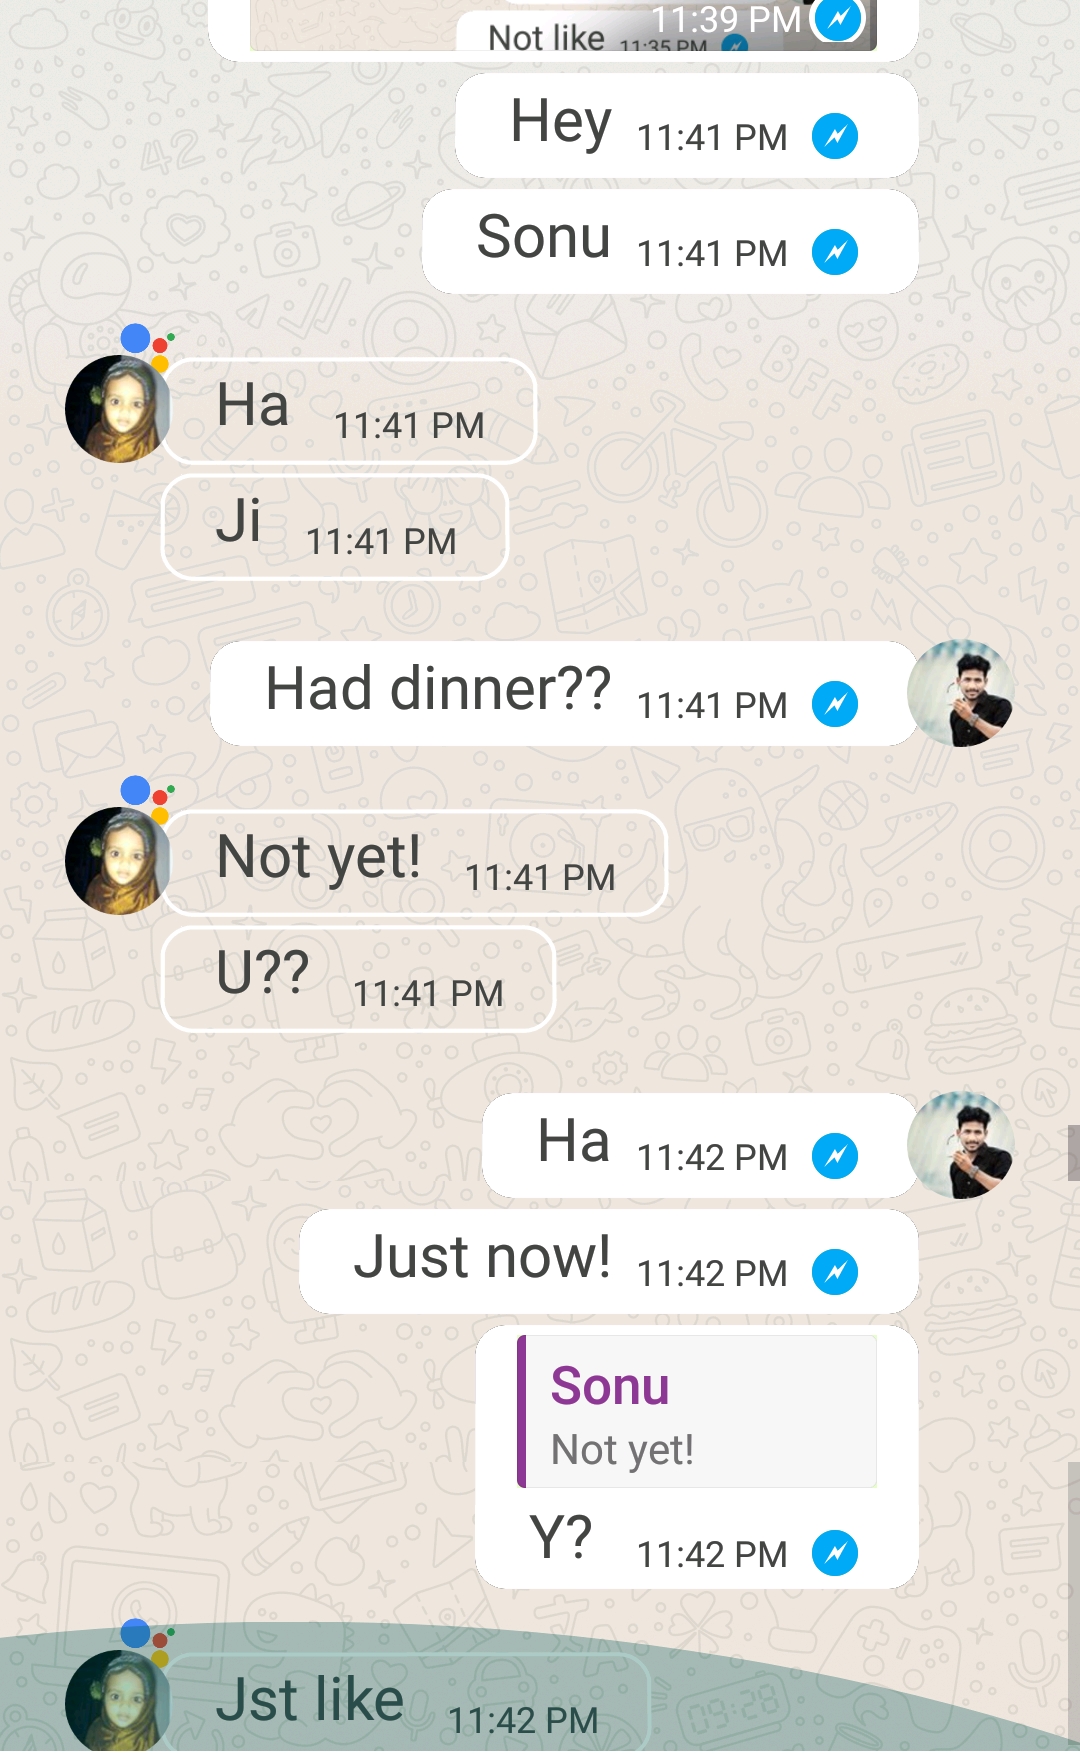 11:39 PM
Not like 11:35 PM
Hey 11:41 PM
Sonu 11:41 PM
Ha 11:41 PM
Ji 11:41 PM
Had dinner?? 11:41 PM
Not yet! 11:41 PM
U?? 11:41 PM
Ha 11:42 PM
Just now! 11:42 PM
Sonu
Not yet!
Y? 11:42 PM
Jst like 11:42 PM